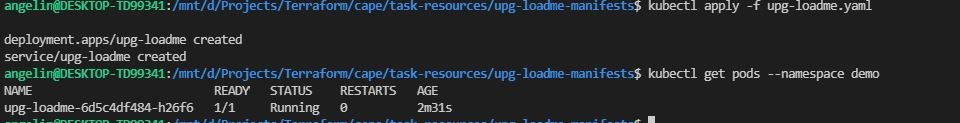 angelin@DESKTOP-TD99341:/mnt/d/Projects/Terraform/cape/task-resources/upg-loadme-manifests$ kubectl apply -f upg-loadme.yaml
deployment.apps/upg-loadme created
service/upg-loadme created
angelin@DESKTOP-TD99341:/mnt/d/Projects/Terraform/cape/task-resources/upg-loadme-manifests$ kubectl get pods --namespace demo
NAME READY STATUS RESTARTS AGE
upg-loadme-6d5c4df484-h26f6 1/1 Running 0 2m31s
angelin@DESKTOP-TD99341:/mnt/d/Projects/Terraform/cape/task-resources/upg-loadme-manifests$